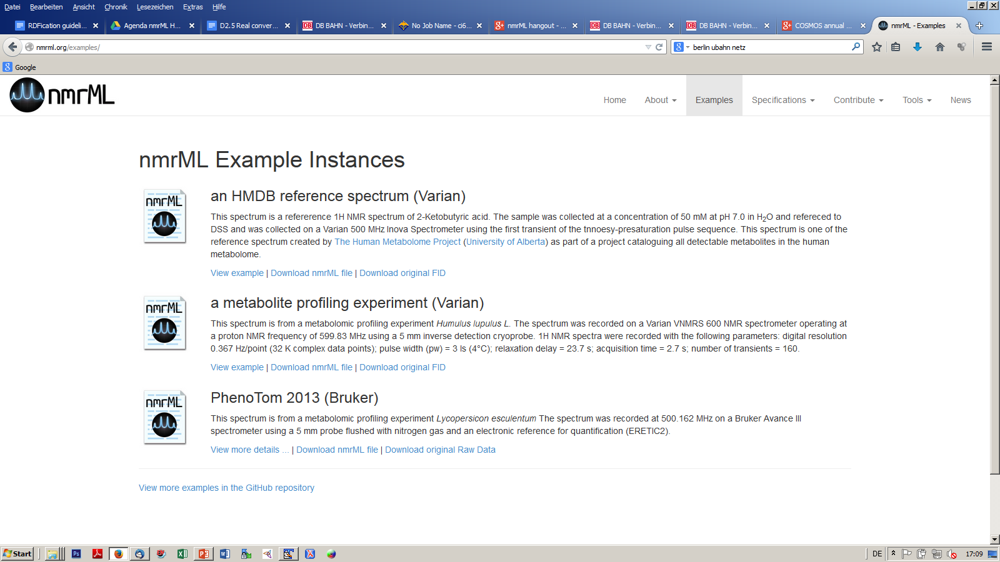 Datei Bearbeiten Ansicht Chronik Lesezeichen Extras Hilfe
RDFication guideli... Agenda nmrML H... D2.5 Real conver... DB BAHN - Verbin... No Job Name - ci6... nmrML hangout - ... DB BAHN - Verbin... DB BAHN - Verbin... COSMOS annual ... nmrML - Examples
nmrml.org/examples/ berlin ubahn netz
Google
nmrML Home About Examples Specifications Contribute Tools News
nmrML Example Instances
nmrML
an HMDB reference spectrum (Varian)
This spectrum is a refererence 1H NMR spectrum of 2-Ketobutyric acid. The sample was collected at a concentration of 50 mM at pH 7.0 in H2O and refereced to
DSS and was collected on a Varian 500 MHz Inova Spectrometer using the first transient of the tnnoesy-presaturation pulse sequence. This spectrum is one of the
reference spectrum created by The Human Metabolome Project (University of Alberta) as part of a project cataloguing all detectable metabolites in the human
metabolome.
View example | Download nmrML file | Download original FID
nmrML
a metabolite profiling experiment (Varian)
This spectrum is from a metabolomic profiling experiment Humulus lupulus L. The spectrum was recorded on a Varian VNMRS 600 NMR spectrometer operating at
a proton NMR frequency of 599.83 MHz using a 5 mm inverse detection cryoprobe. 1H NMR spectra were recorded with the following parameters: digital resolution
0.367 Hz/point (32 K complex data points); pulse width (pw) = 3 ls (4°C); relaxation delay = 23.7 s; acquisition time = 2.7 s; number of transients = 160.
View example | Download nmrML file | Download original FID
nmrML
PhenoTom 2013 (Bruker)
This spectrum is from a metabolomic profiling experiment Lycopersicon esculentum The spectrum was recorded at 500.162 MHz on a Bruker Avance III
spectrometer using a 5 mm probe flushed with nitrogen gas and an electronic reference for quantification (ERETIC2).
View more details ... | Download nmrML file | Download original Raw Data
View more examples in the GitHub repository
Start DE 17:09